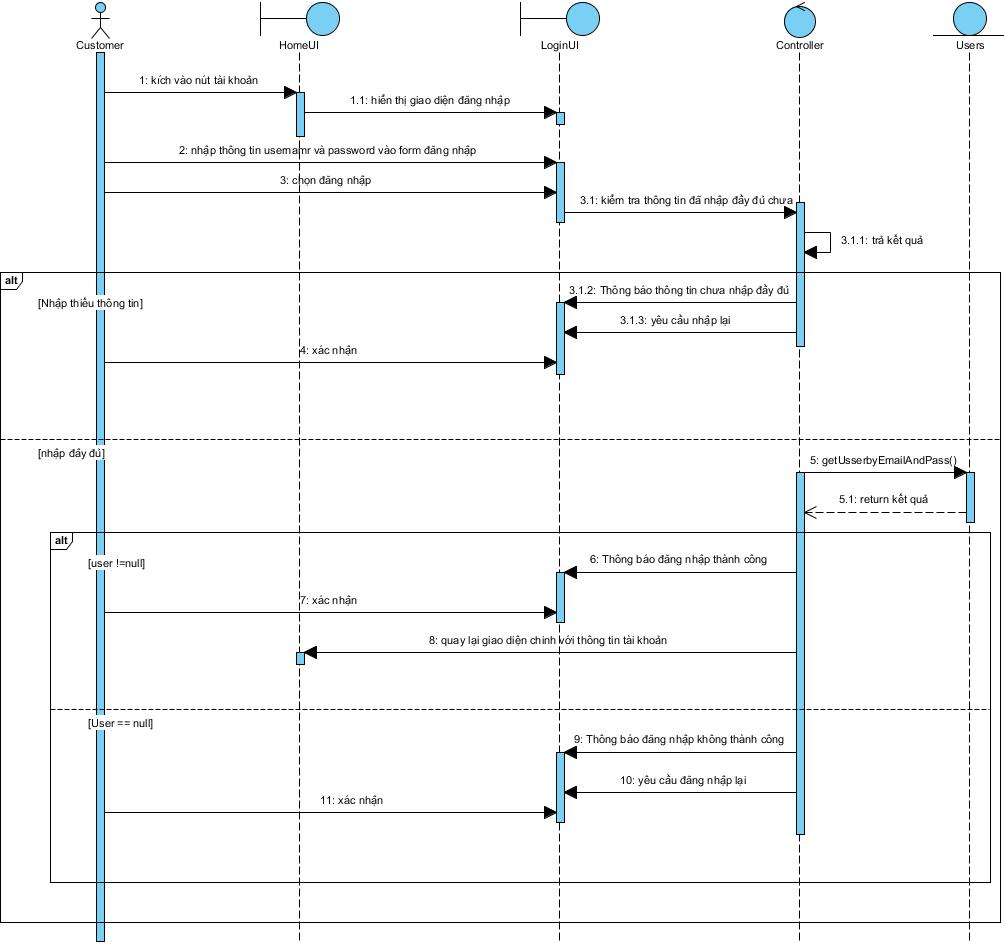 Customer
HomeUI
LoginUI
Controller
Users
1: kích vào nút tài khoản
1.1: hiển thị giao diện đăng nhập
2: nhập thông tin usernamr và password vào form đăng nhập
3: chọn đăng nhập
3.1: kiểm tra thông tin đã nhập đầy đủ chưa
3.1.1: trả kết quả
alt
[Nhập thiếu thông tin]
3.1.2: Thông báo thông tin chưa nhập đầy đủ
3.1.3: yêu cầu nhập lại
4: xác nhận
[nhập đầy đủ]
5: getUsserbyEmailAndPass()
5.1: return kết quả
alt
[user !=null]
6: Thông báo đăng nhập thành công
7: xác nhận
8: quay lại giao diện chính với thông tin tài khoản
[User == null]
9: Thông báo đăng nhập không thành công
10: yêu cầu đăng nhập lại
11: xác nhận